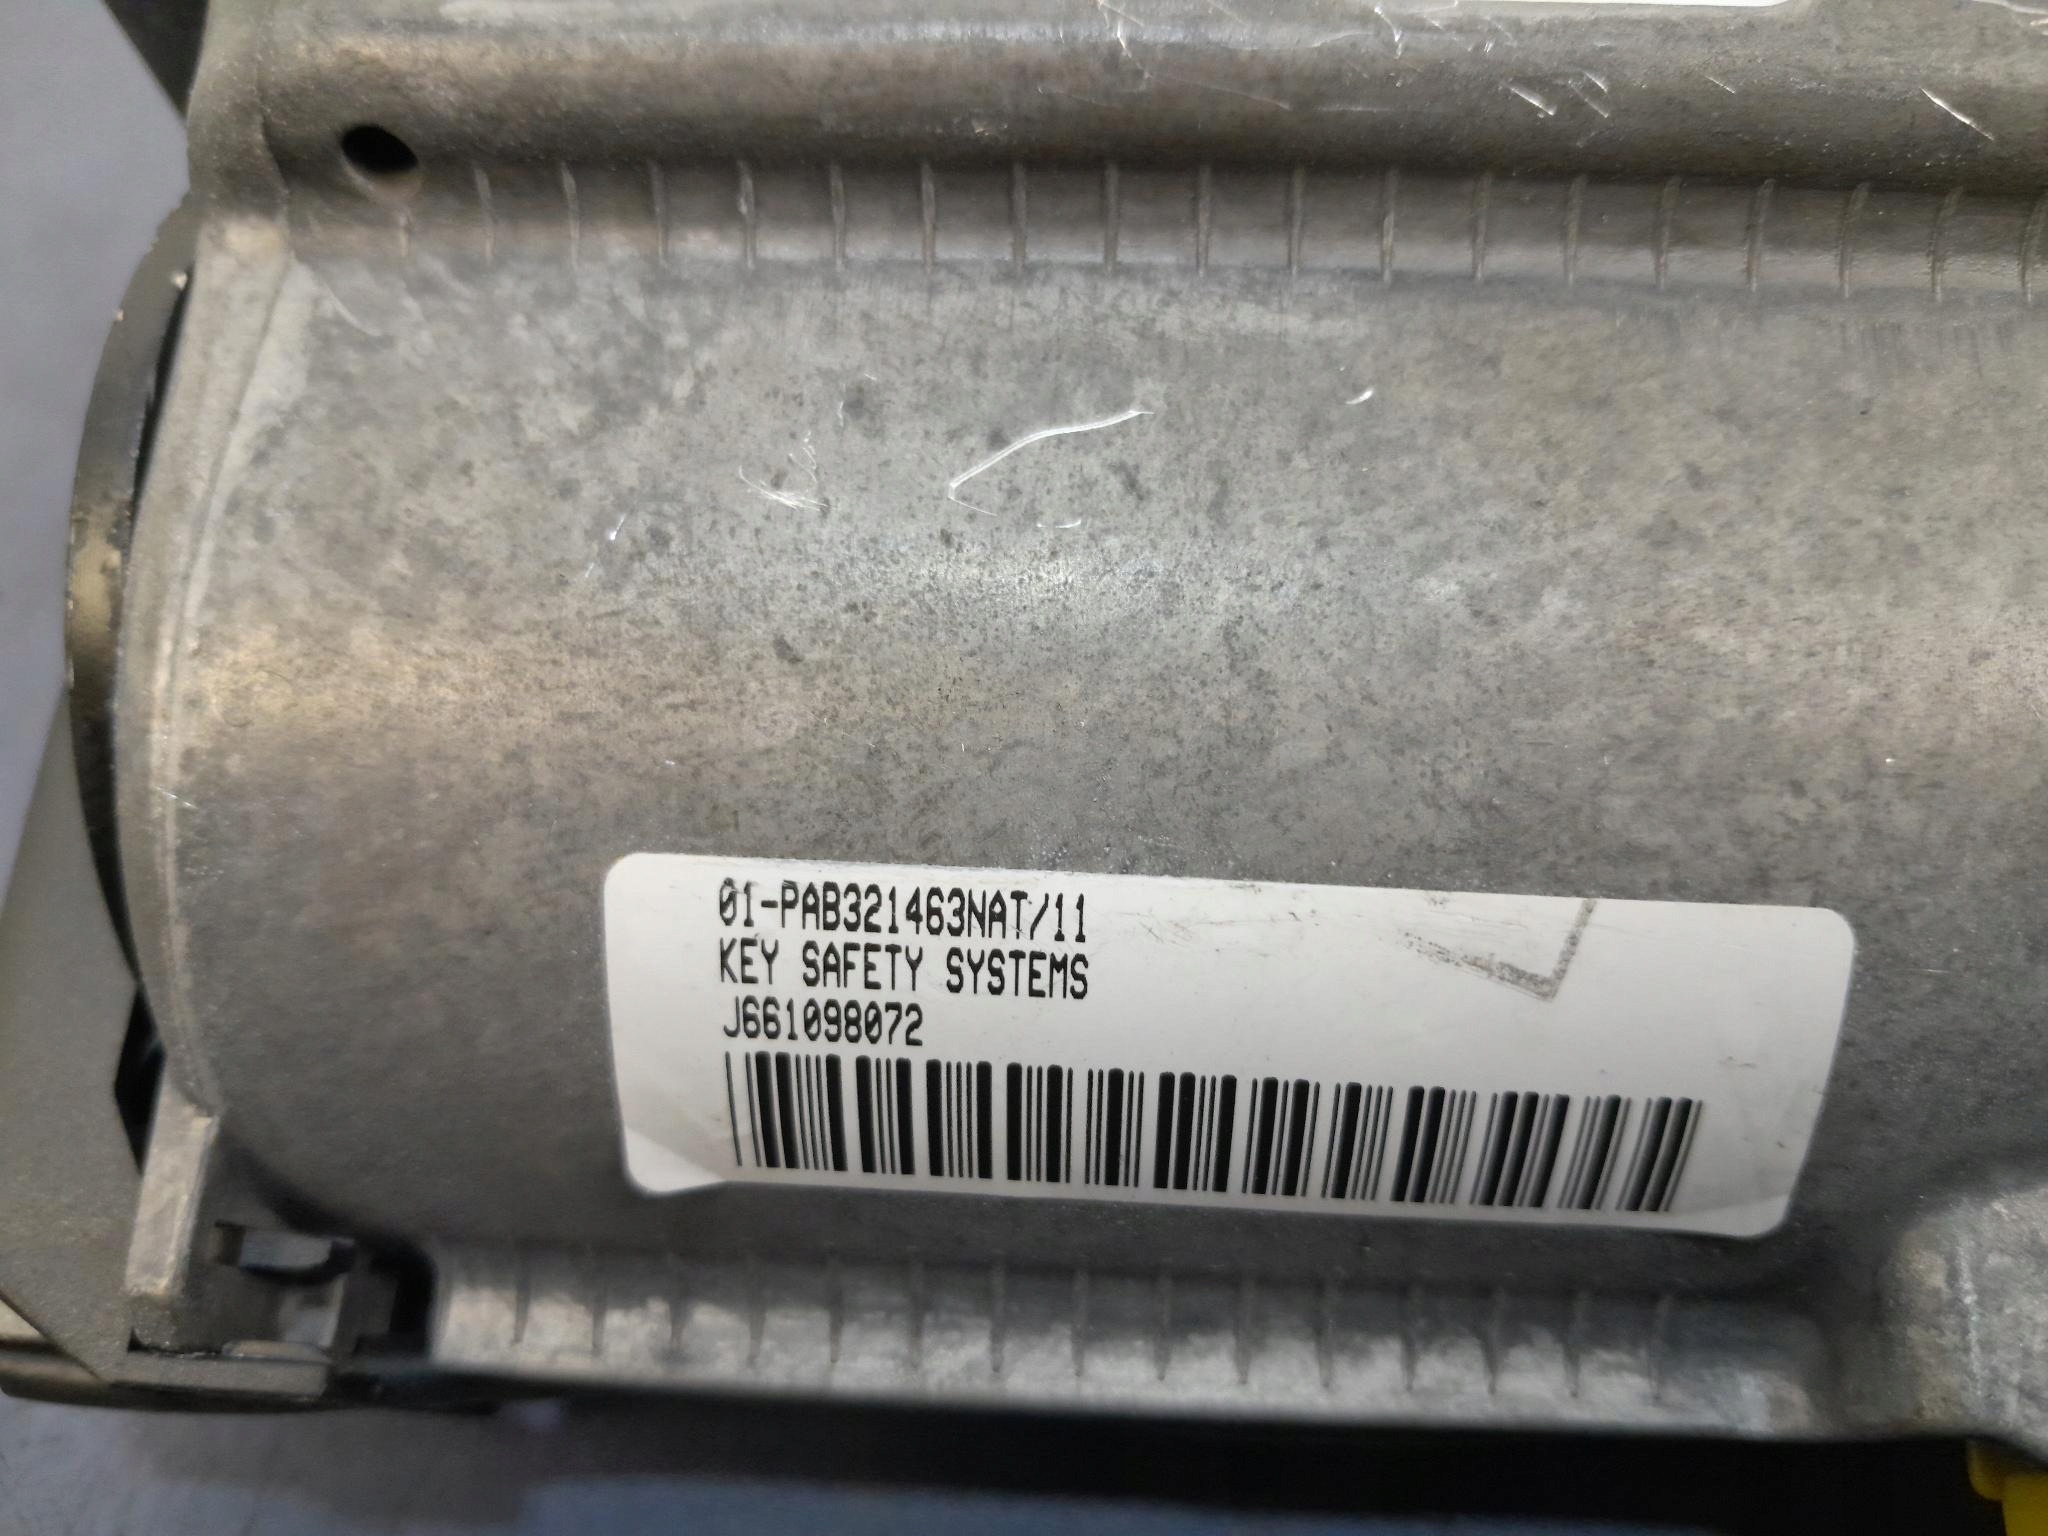 01-PAB321463NAT/11
KEY SAFETY SYSTEMS
J661098072